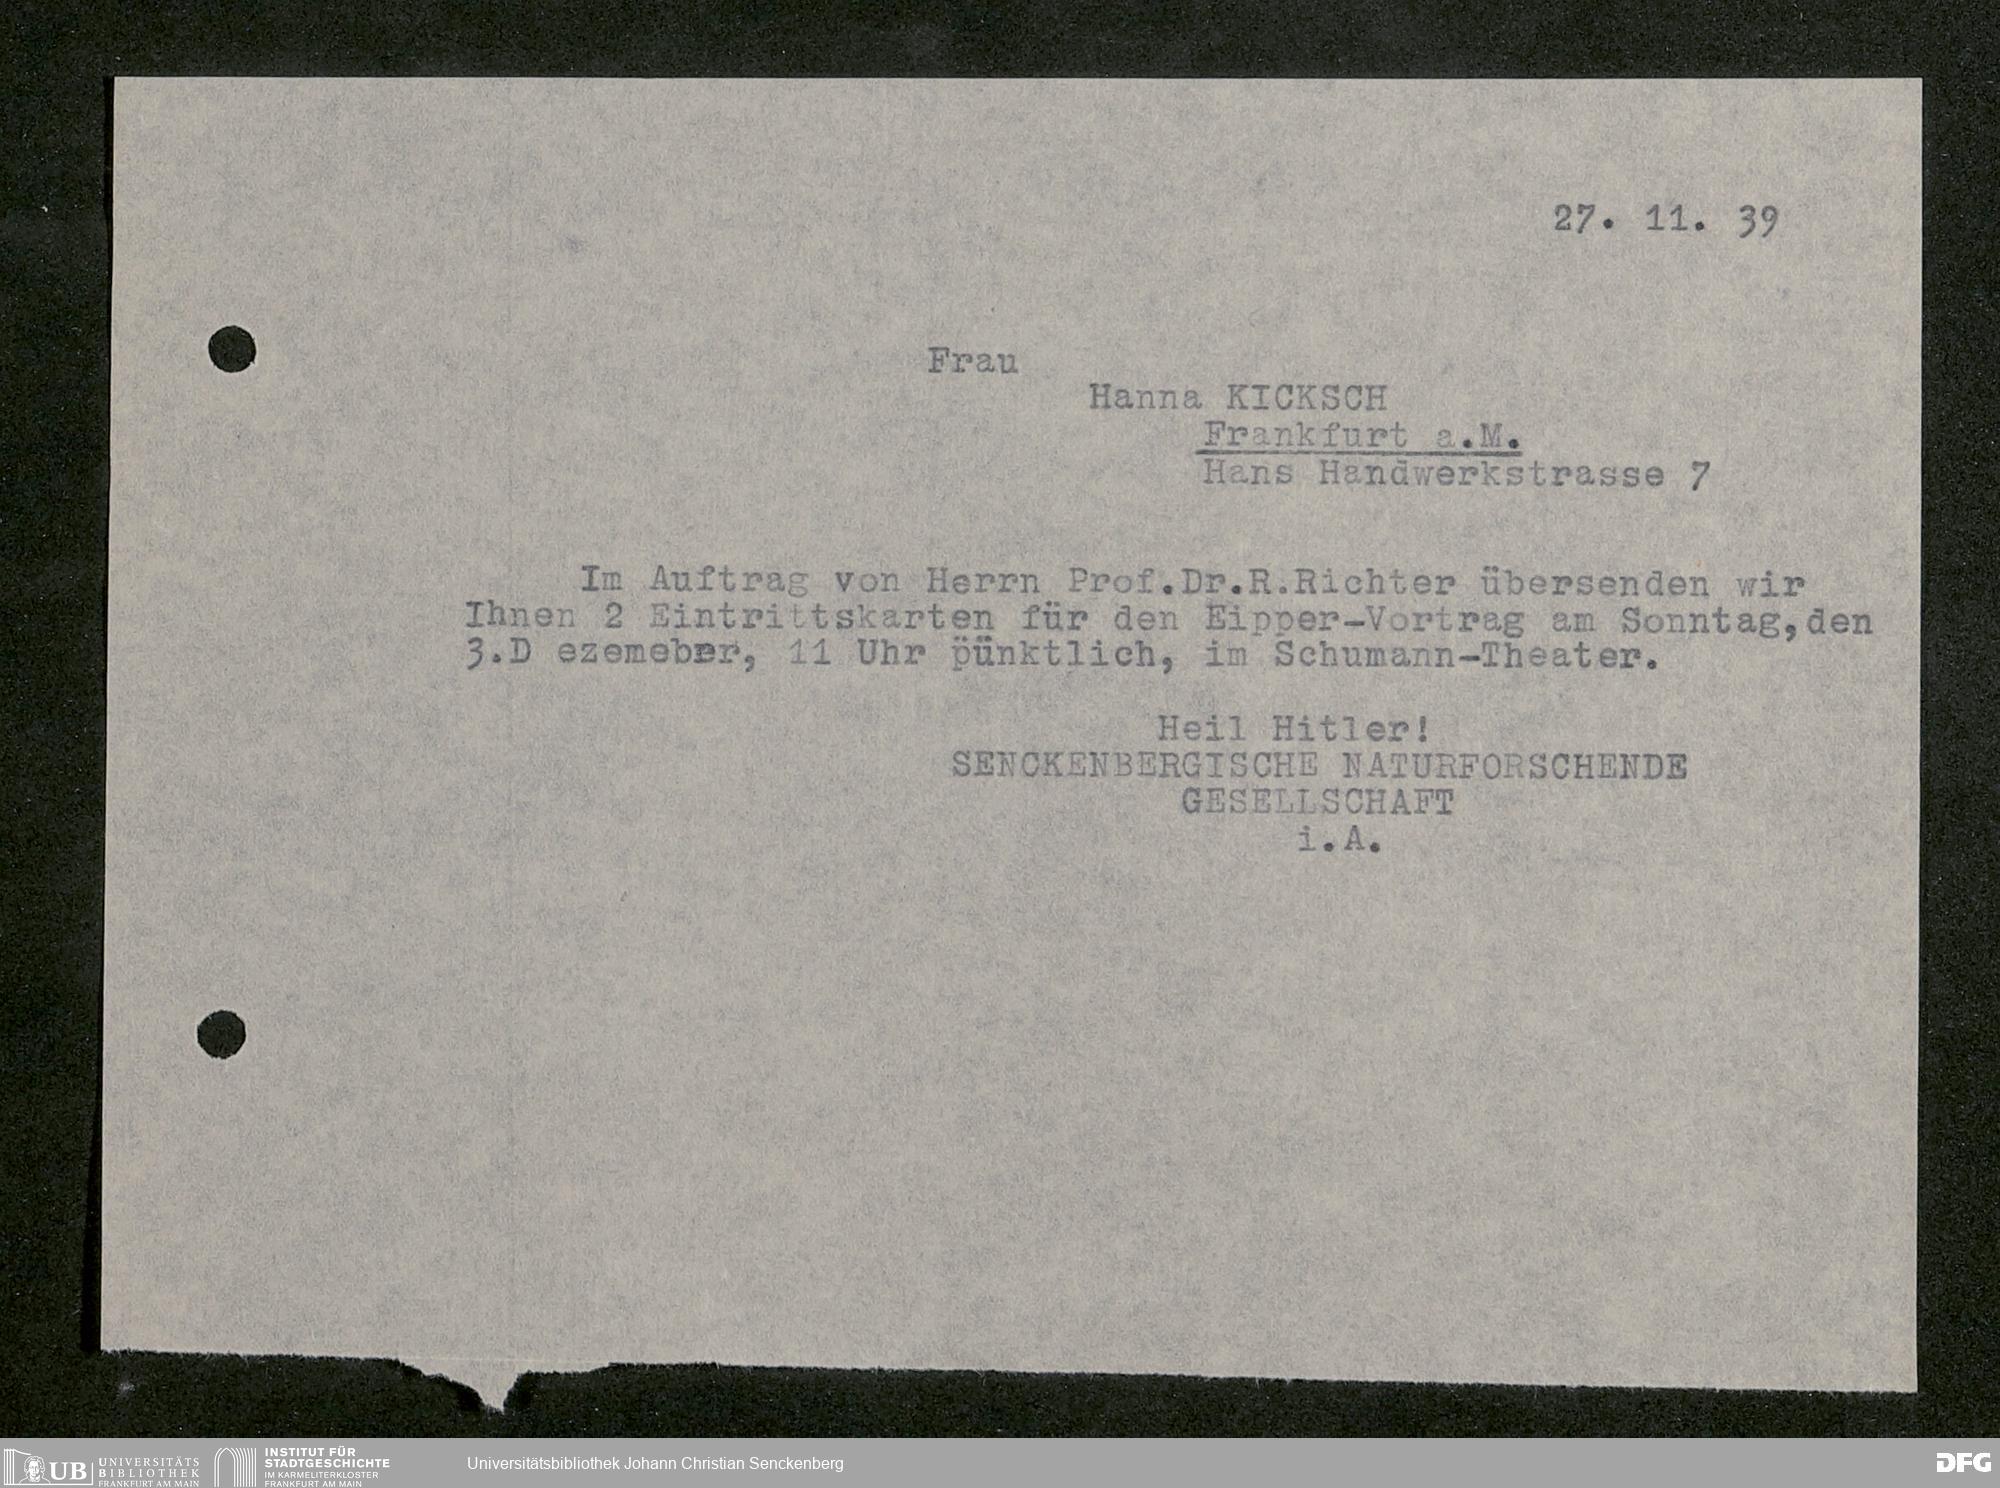 27. 11. 39
Frau
Hanna KICKSCH
Frankfurt a.M.
Hans Handwerkstrasse 7
Im Auftrag von Herrn Prof.Dr.R.Richter übersenden wir
Ihnen 2 Eintrittskarten für den Eipper-Vortrag am Sonntag,den
3.D ezemeber, 11 Uhr pünktlich, im Schumann-Theater.
Heil Hitler!
SENCKENBERGISCHE NATURFORSCHENDE
GESELLSCHAFT
i.A.
UB UNIVERSITÄTS
BIBLIOTHEK
FRANKFURT AM MAIN
INSTITUT FÜR
STADTGESCHICHTE
IM KARMELITERKLOSTER
FRANKFURT AM MAIN
Universitätsbibliothek Johann Christian Senckenberg
DFG